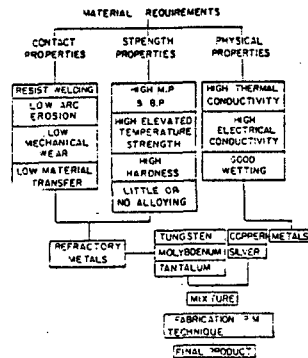 MATERIAL REQUIREMENTS
CONTACT
PROPERTIES
RESIST WELDING
LOW ARC
EROSION
LOW
MECHANICAL
WEAR
LOW MATERIAL
TRANSFER
STRENGTH
PROPERTIES
HIGH M.P
& B.P
HIGH ELEVATED
TEMPERATURE
STRENGTH
HIGH
HARDNESS
LITTLE OR
NO ALLOYING
PHYSICAL
PROPERTIES
HIGH THERMAL
CONDUCTIVITY
HIGH
ELECTRICAL
CONDUCTIVITY
GOOD
WETTING
REFRACTORY
METALS
TUNGSTEN
MOLYBDENUM
TANTALUM
COPPER
SILVER
METALS
MIXTURE
FABRICATION P/M
TECHNIQUE
FINAL PRODUCT